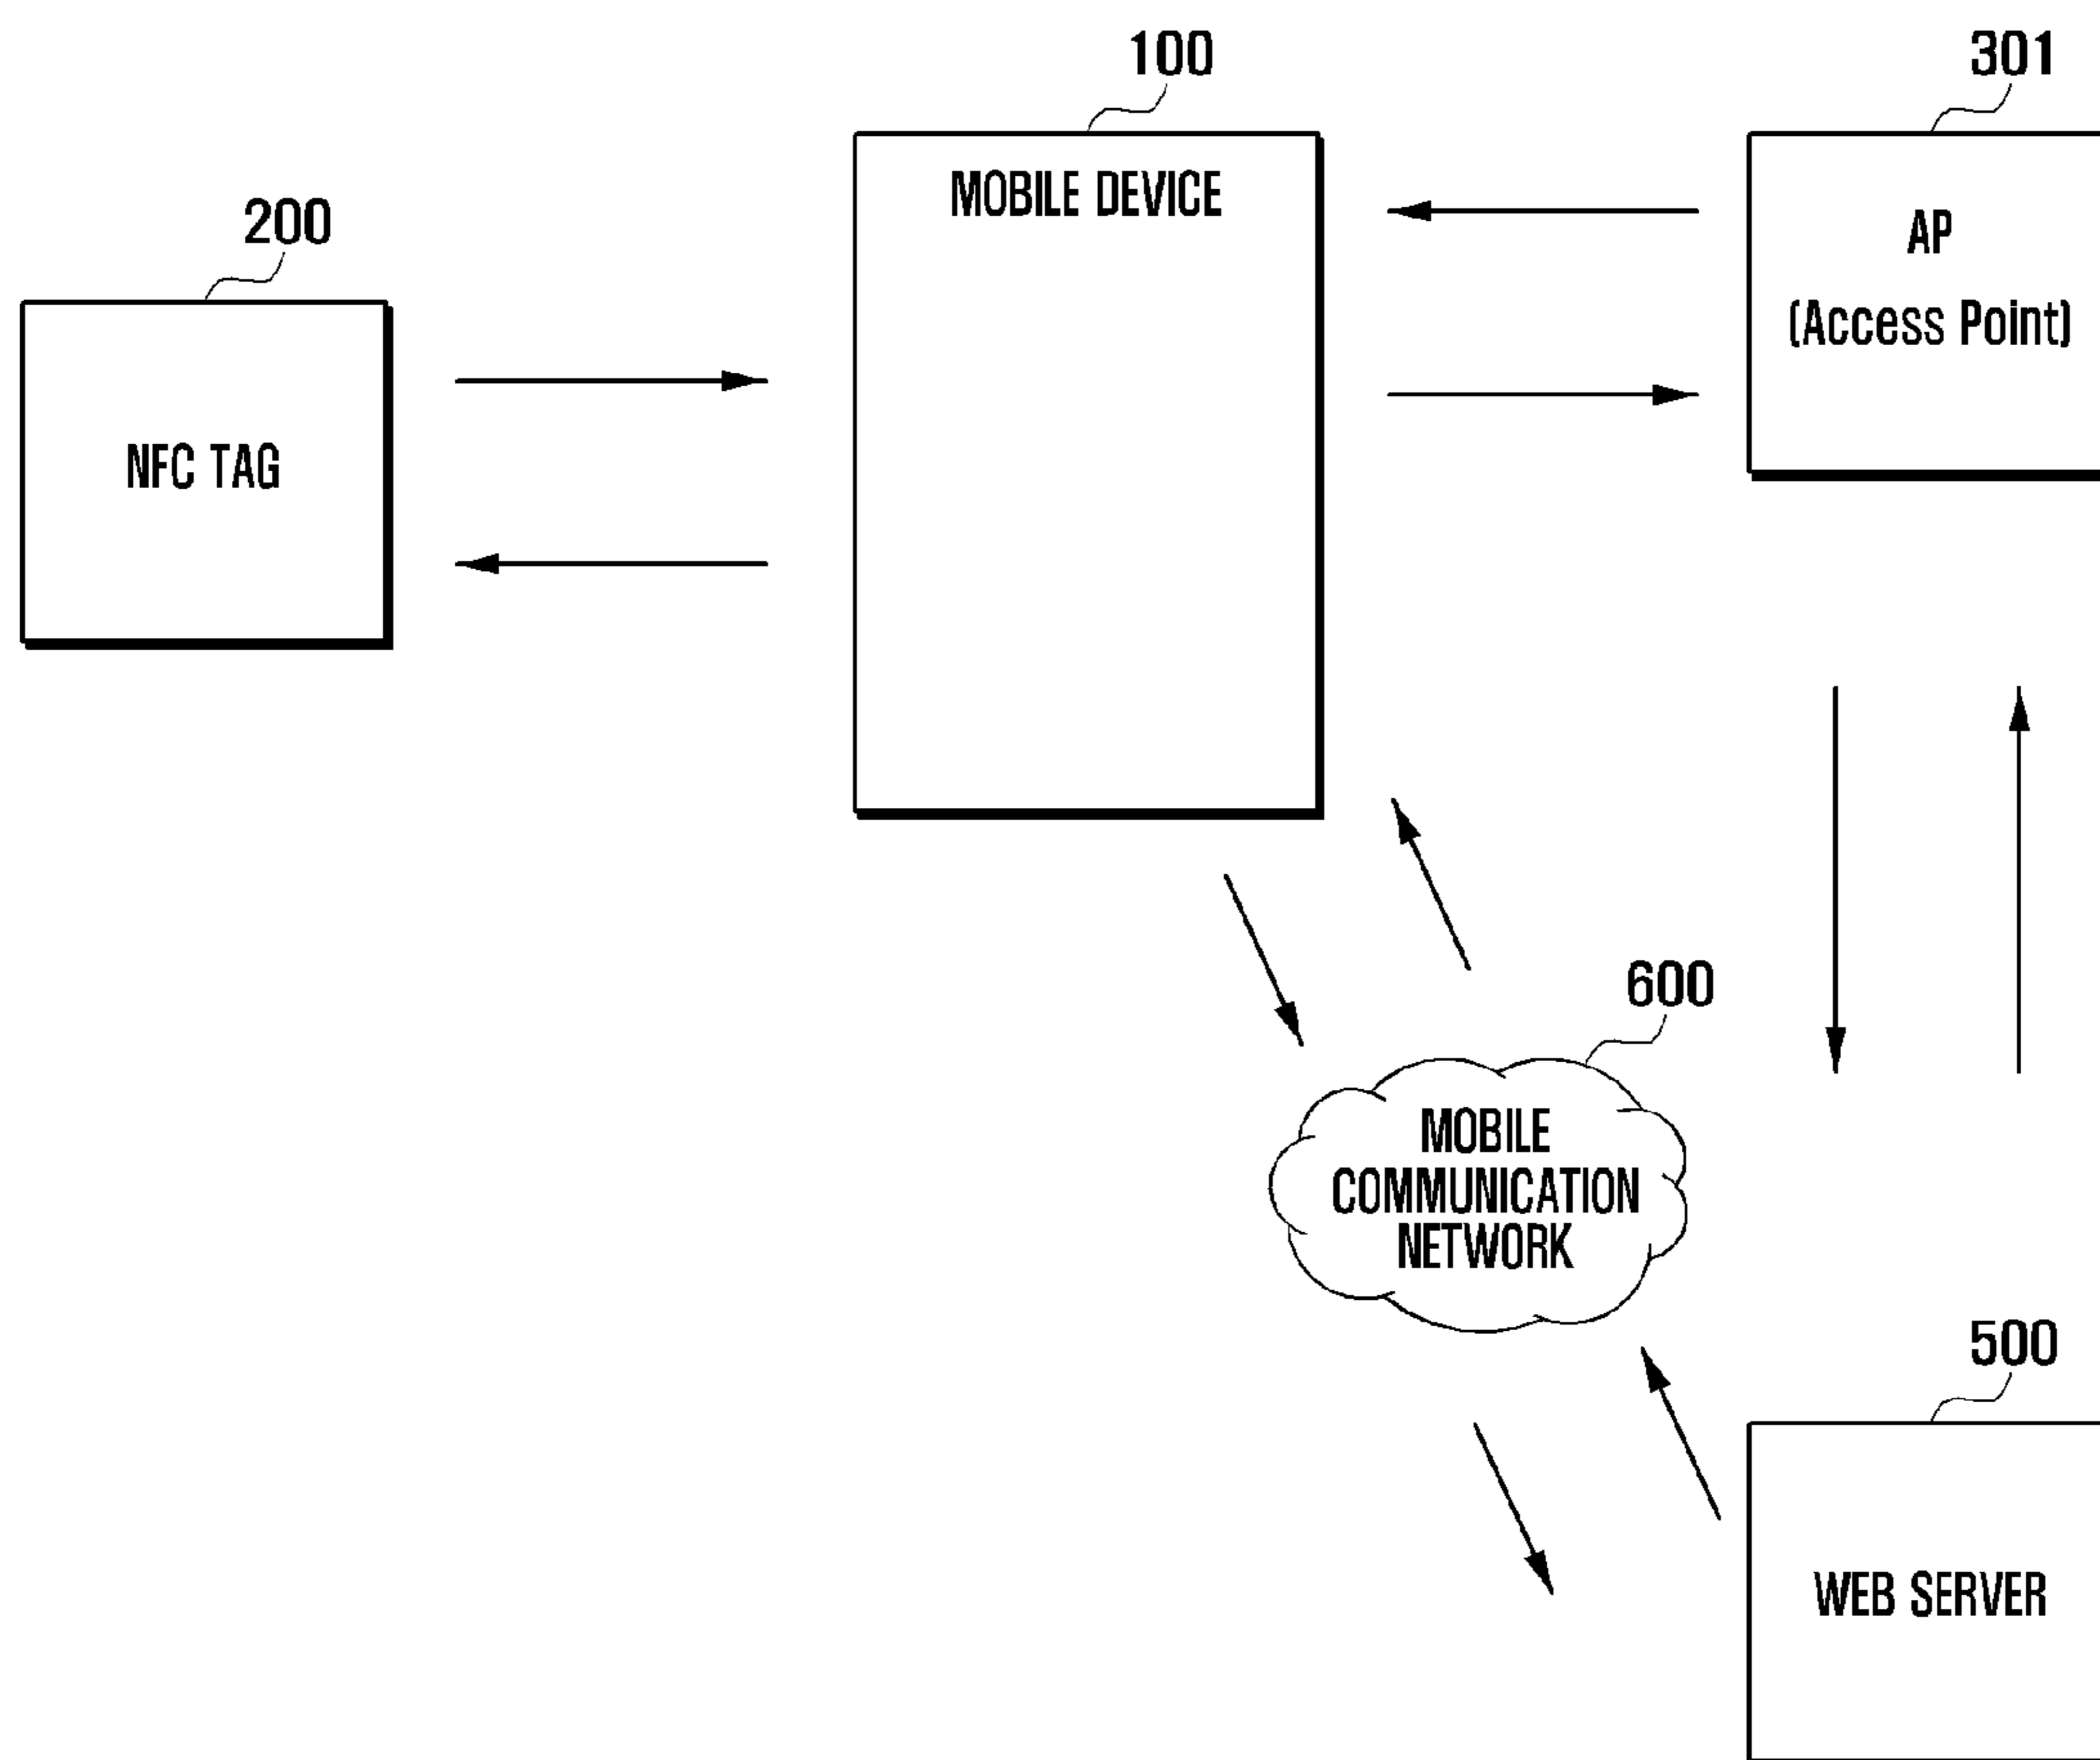 100
301
MOBILE DEVICE
200
AP
(Access Point)
NFC TAG
600
MOBILE
COMMUNICATION
NETWORK
500
WEB SERVER